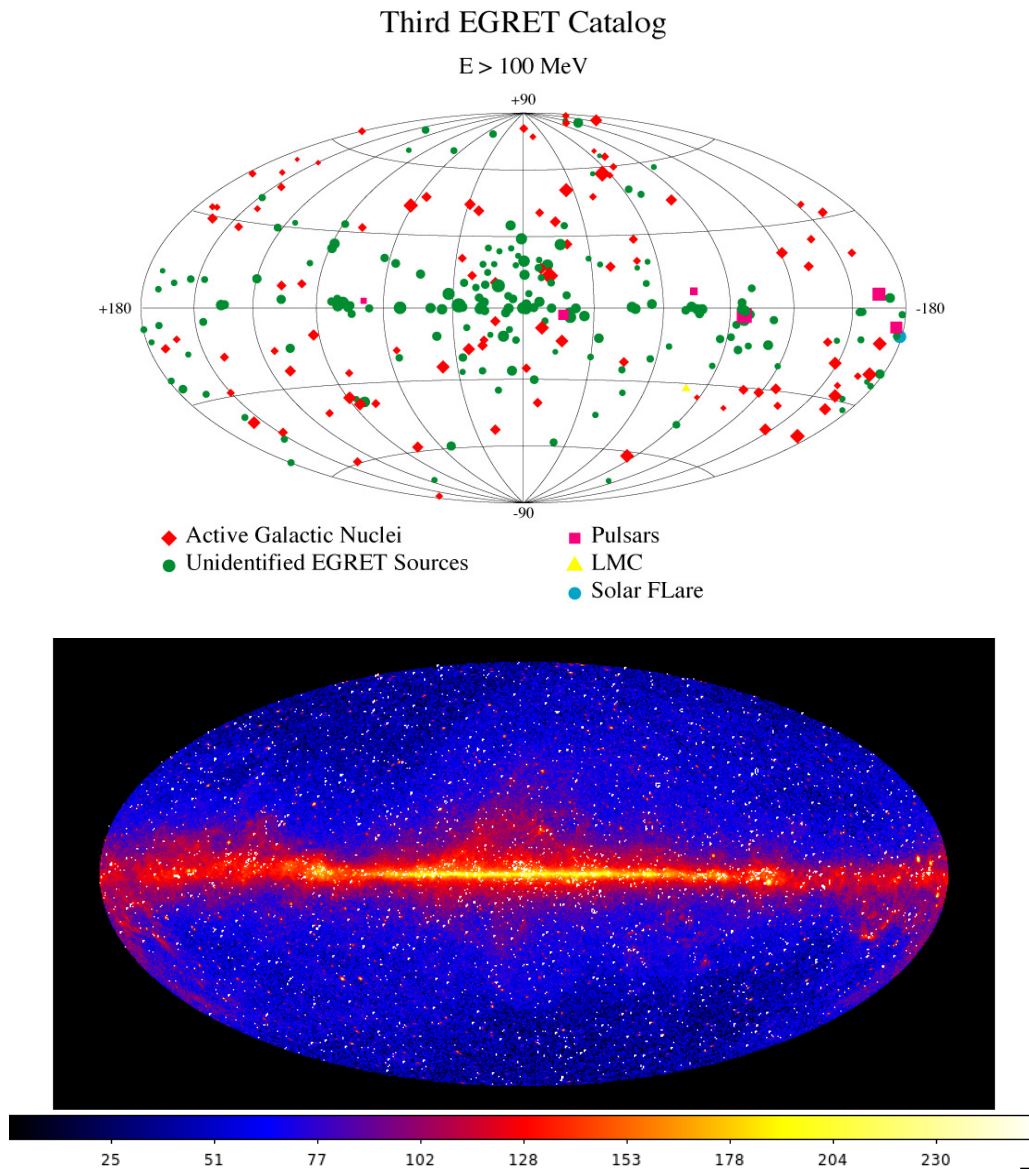 Third EGRET Catalog
E > 100 MeV
+90
+180
-180
-90
Active Galactic Nuclei
Unidentified EGRET Sources
Pulsars
LMC
Solar FLare
25 51 77 102 128 153 178 204 230